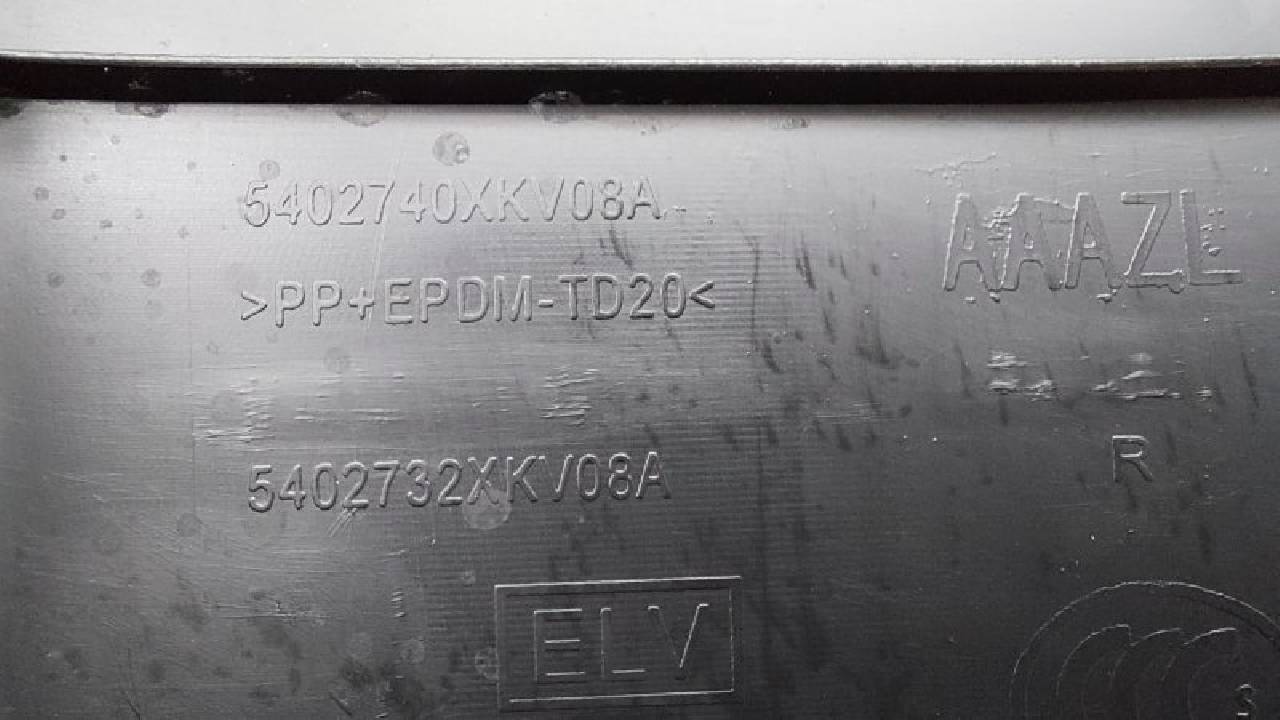 5402740XKV08A
AAAZL
>PP+EPDM-TD20<
5402732XKV08A
R
ELV
S